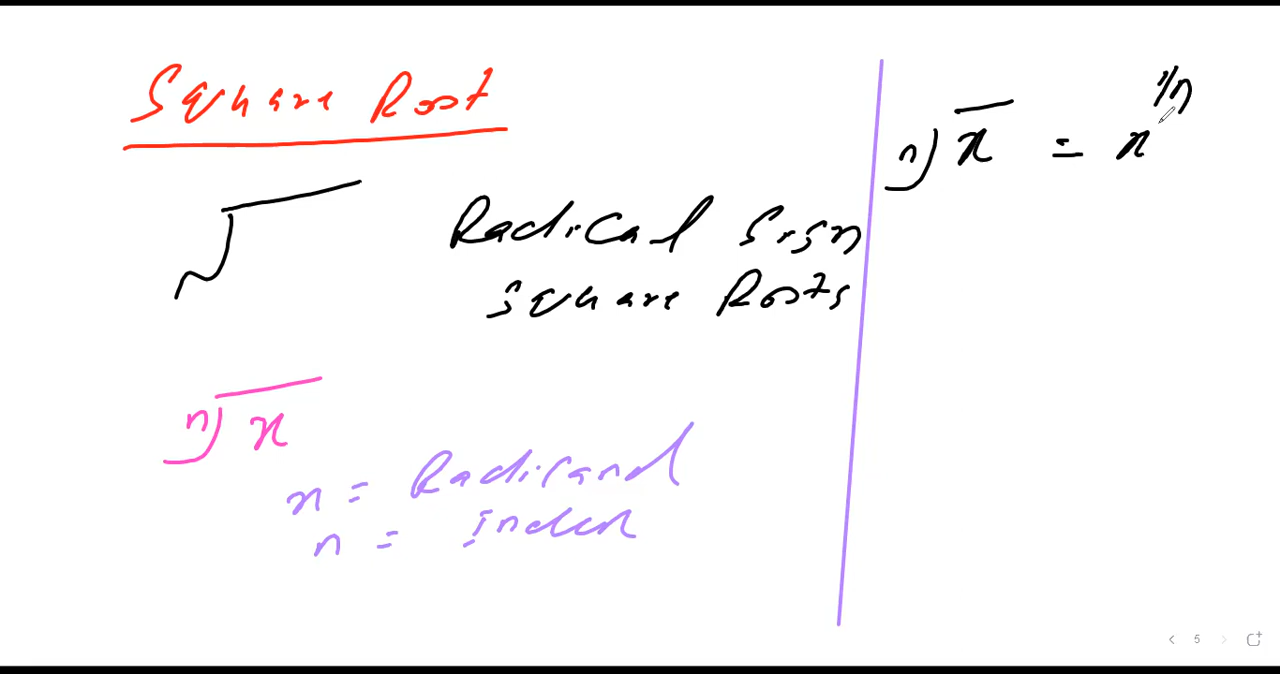 Square Root
√ Radical Sign
Square Roots
ⁿ√x
x = Radicand
n = index
ⁿ√x = x^1/n
5